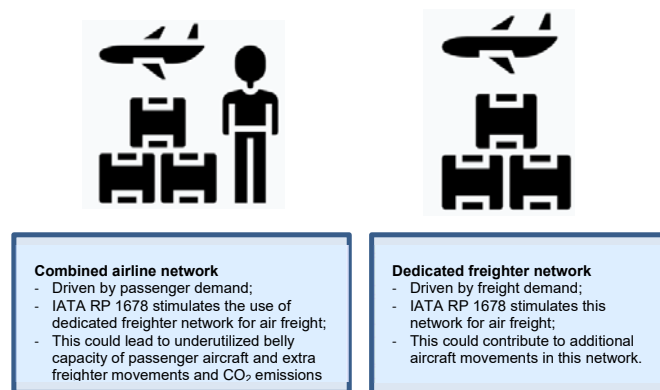 Combined airline network
- Driven by passenger demand;
- IATA RP 1678 stimulates the use of
dedicated freighter network for air freight;
- This could lead to underutilized belly
capacity of passenger aircraft and extra
freighter movements and CO₂ emissions
Dedicated freighter network
- Driven by freight demand;
- IATA RP 1678 stimulates this
network for air freight;
- This could contribute to additional
aircraft movements in this network.